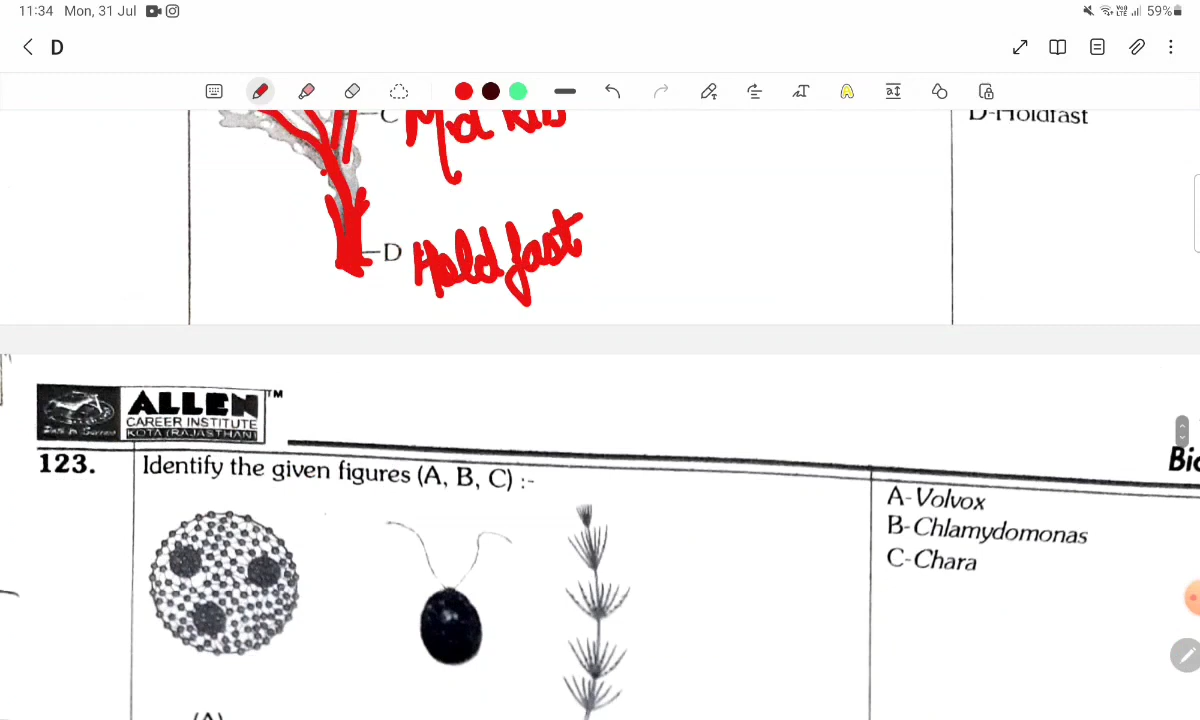 11:34 Mon, 31 Jul
59%
D
C Mid Rib
D-Holdfast
D Hold fast
ALLEN TM
CAREER INSTITUTE
KOTA (RAJASTHAN)
123. Identify the given figures (A, B, C) :-
A-Volvox
B-Chlamydomonas
C-Chara
(A)